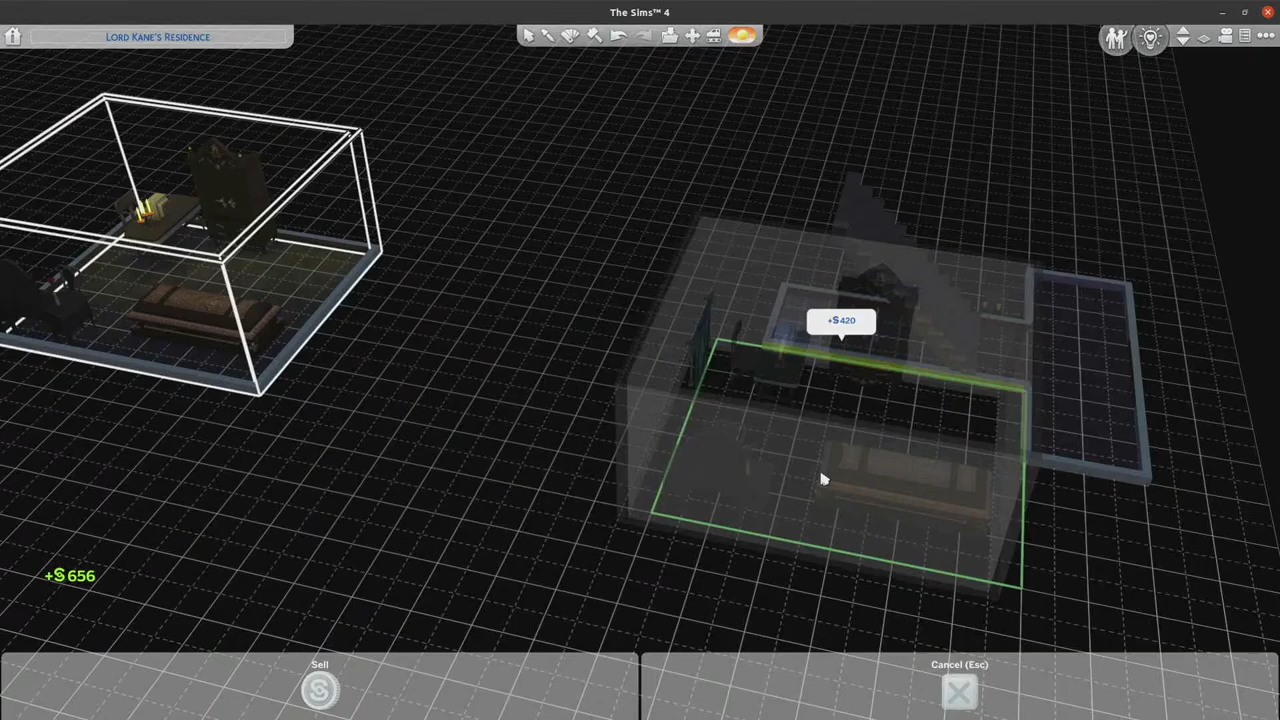 The Sims™ 4
LORD KANE'S RESIDENCE
+§420
+§656
Sell
Cancel (Esc)